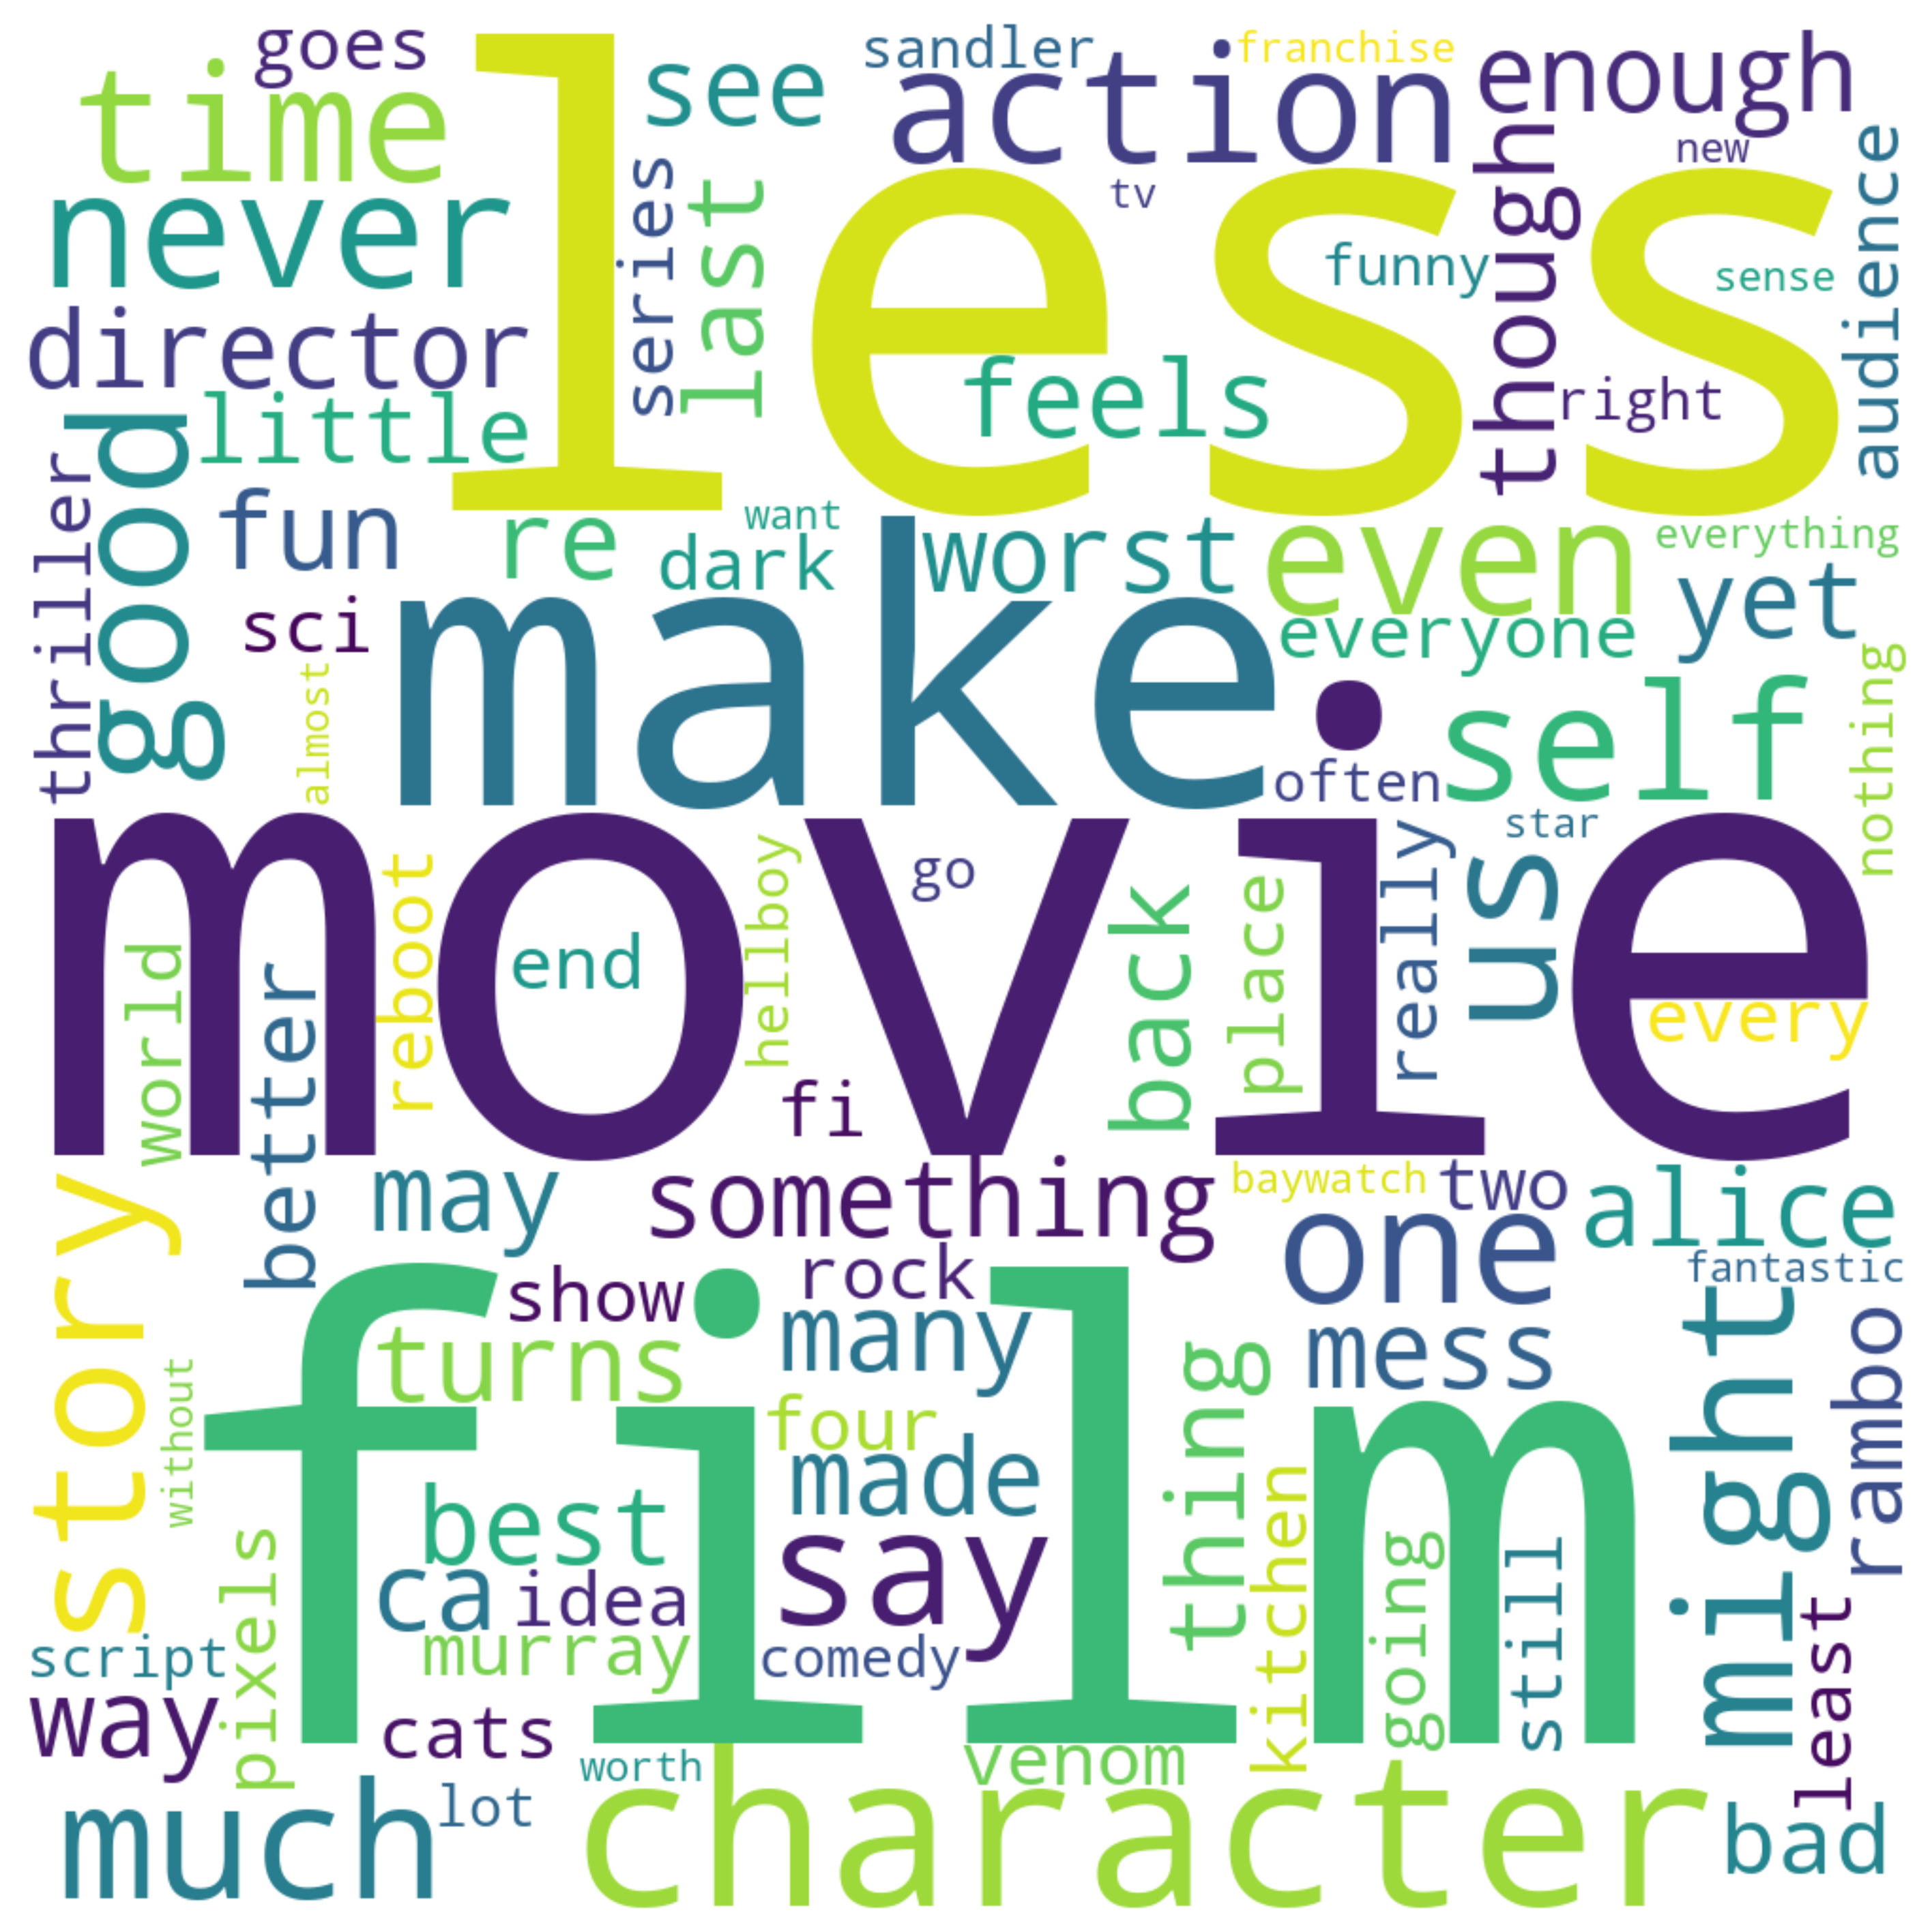 goes
sandler
franchise
time
less
see
action
enough
new
tv
never
series
last
though
audience
funny
sense
director
feels
right
little
good
thriller
fun
re
want
dark
worst
even
everything
sci
make
everyone
yet
almost
self
often
nothing
movie
star
reboot
hellboy
go
back
place
really
us
end
world
better
every
fi
story
may
something
baywatch
two
alice
one
rock
show
fantastic
many
turns
mess
might
rambo
without
film
four
thing
made
best
kitchen
say
going
still
pixels
ca
idea
murray
comedy
script
least
way
cats
worth
venom
much
lot
character
bad